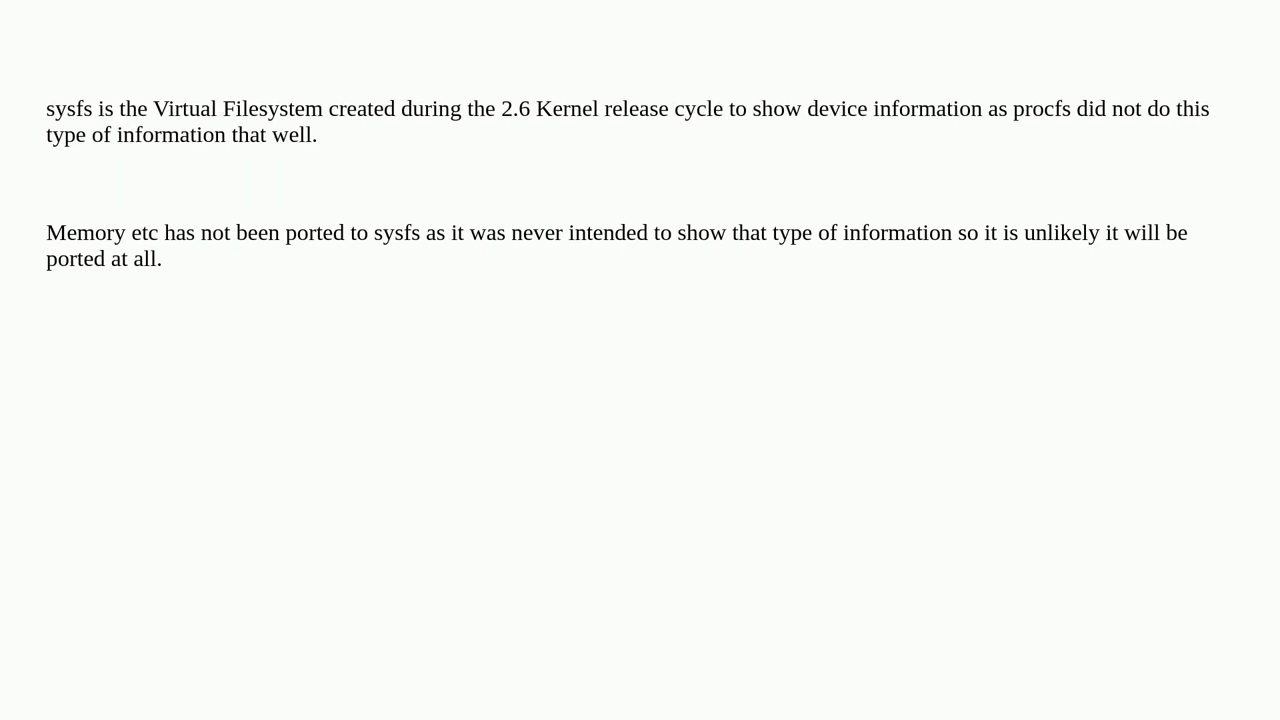 sysfs is the Virtual Filesystem created during the 2.6 Kernel release cycle to show device information as procfs did not do this
type of information that well.
Memory etc has not been ported to sysfs as it was never intended to show that type of information so it is unlikely it will be
ported at all.